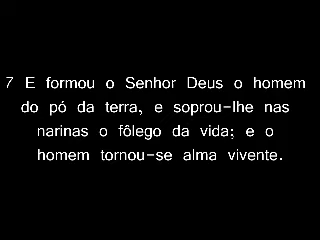 7 E formou o Senhor Deus o homem
do pó da terra, e soprou-lhe nas
narinas o fôlego da vida; e o
homem tornou-se alma vivente.